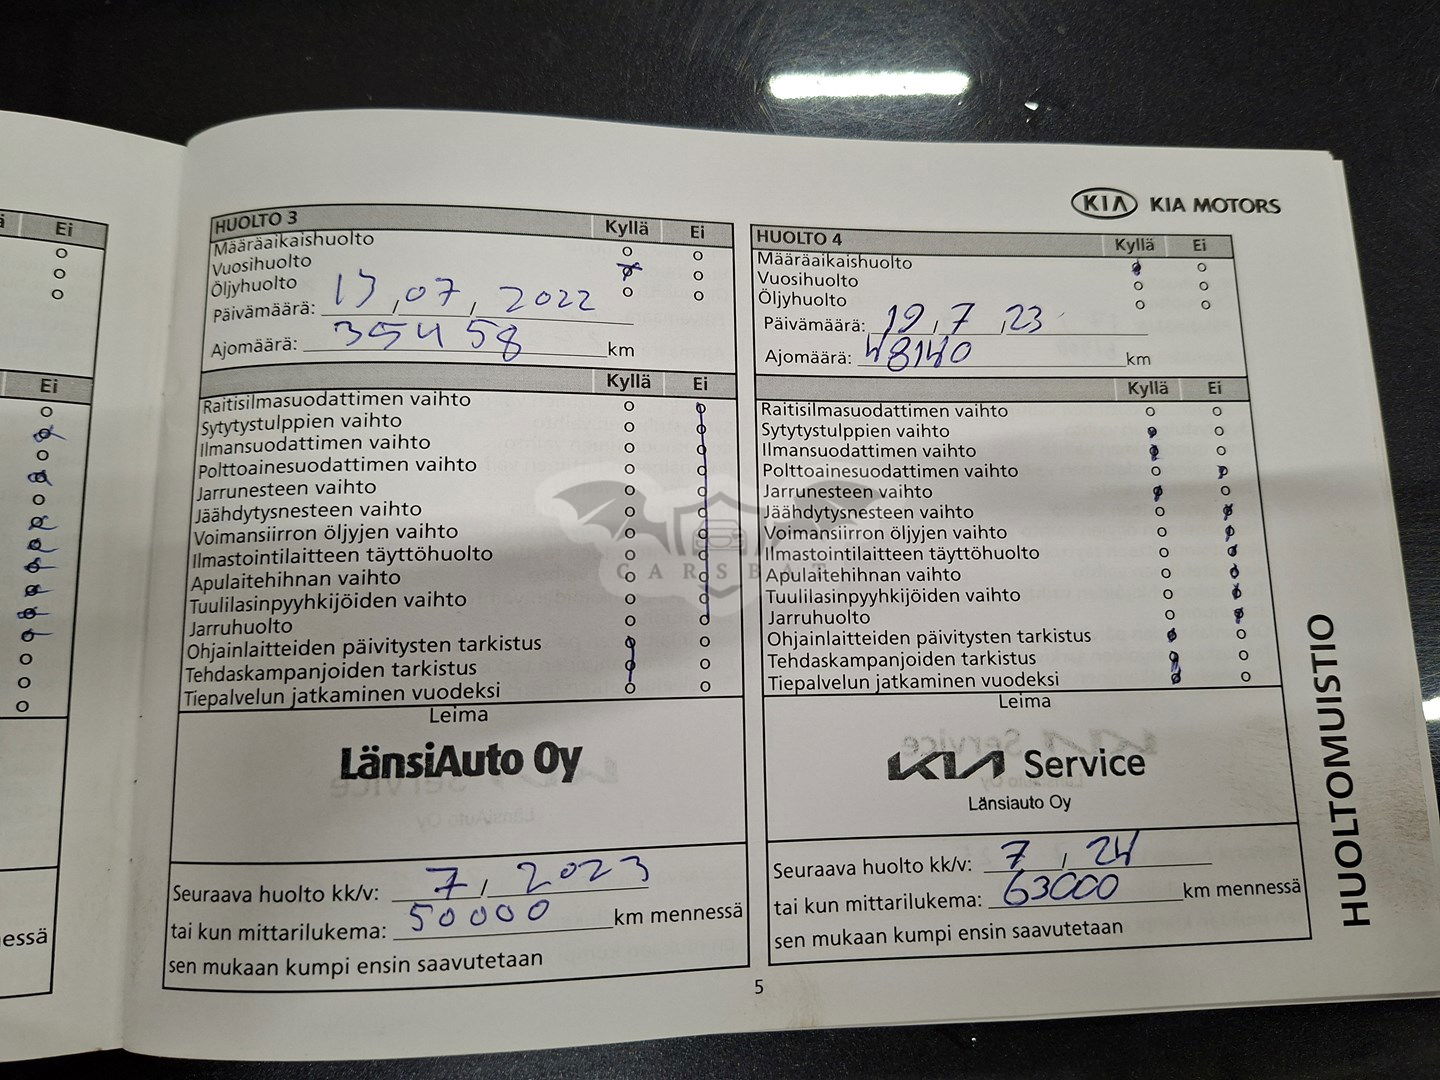 Ei
Ei
essä
KIA KIA MOTORS
HUOLTO 3 Kyllä Ei
Määräaikaishuolto
Vuosihuolto
Öljyhuolto
Päivämäärä: 07, 2022
Ajomäärä: 35458 km
Kyllä Ei
Raitisilmasuodattimen vaihto
Sytytystulppien vaihto
Ilmansuodattimen vaihto
Polttoainesuodattimen vaihto
Jarrunesteen vaihto
Jäähdytysnesteen vaihto
Voimansiirron öljyjen vaihto
Ilmastointilaitteen täyttöhuolto
Apulaitehihnan vaihto
Tuulilasinpyyhkijöiden vaihto
Jarruhuolto
Ohjainlaitteiden päivitysten tarkistus
Tehdaskampanjoiden tarkistus
Tiepalvelun jatkaminen vuodeksi
Leima
LänsiAuto Oy
Seuraava huolto kk/v: 7, 2023
tai kun mittarilukema: 50000 km mennessä
sen mukaan kumpi ensin saavutetaan
HUOLTO 4 Kyllä Ei
Määräaikaishuolto
Vuosihuolto
Öljyhuolto
Päivämäärä: 19, 7, 23
Ajomäärä: 48140 km
Kyllä Ei
Raitisilmasuodattimen vaihto
Sytytystulppien vaihto
Ilmansuodattimen vaihto
Polttoainesuodattimen vaihto
Jarrunesteen vaihto
Jäähdytysnesteen vaihto
Voimansiirron öljyjen vaihto
Ilmastointilaitteen täyttöhuolto
Apulaitehihnan vaihto
Tuulilasinpyyhkijöiden vaihto
Jarruhuolto
Ohjainlaitteiden päivitysten tarkistus
Tehdaskampanjoiden tarkistus
Tiepalvelun jatkaminen vuodeksi
Leima
KIA Service
Länsiauto Oy
Seuraava huolto kk/v: 7, 24
tai kun mittarilukema: 63000 km mennessä
sen mukaan kumpi ensin saavutetaan
HUOLTOMUISTIO
5
CARSBAT